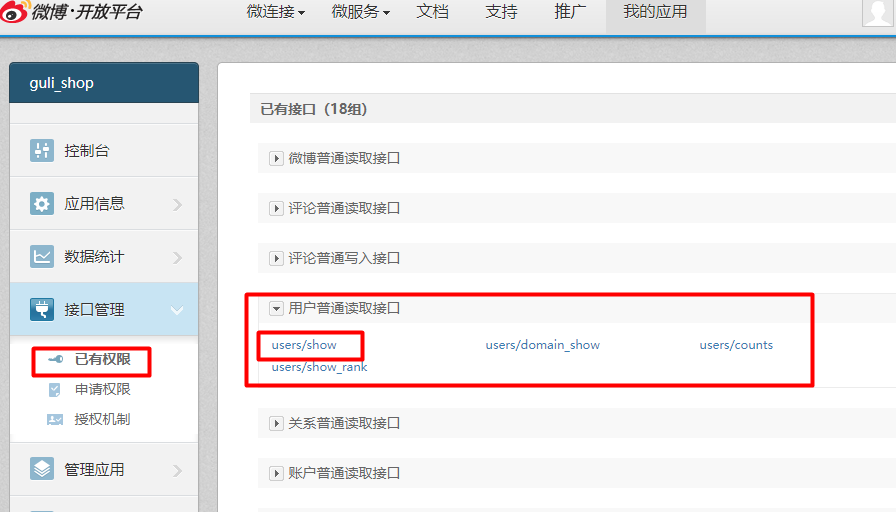 微博·开放平台 微连接 微服务 文档 支持 推广 我的应用
guli_shop
控制台
应用信息
数据统计
接口管理
已有权限
申请权限
授权机制
管理应用
已有接口（18组）
微博普通读取接口
评论普通读取接口
评论普通写入接口
用户普通读取接口
users/show users/domain_show users/counts
users/show_rank
关系普通读取接口
账户普通读取接口